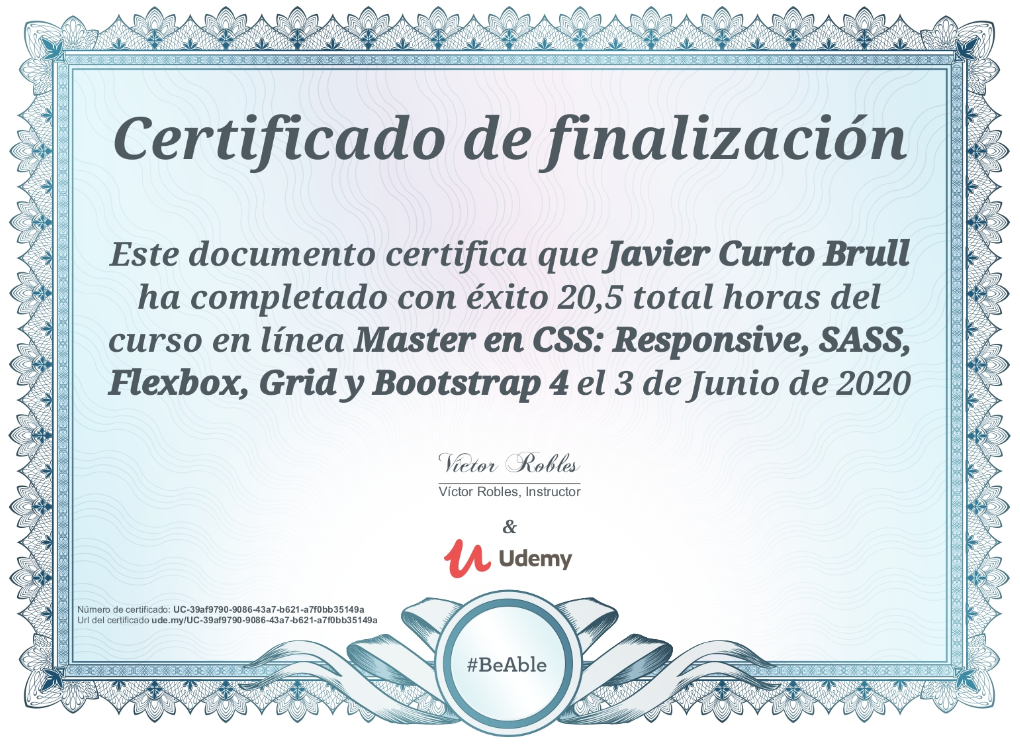 Certificado de finalización
Este documento certifica que Javier Curto Brull
ha completado con éxito 20,5 total horas del
curso en línea Master en CSS: Responsive, SASS,
Flexbox, Grid y Bootstrap 4 el 3 de Junio de 2020
Víctor Robles
Víctor Robles, Instructor
&
Udemy
Número de certificado: UC-39af9790-9086-43a7-b621-a7f0bb35149a
Url del certificado ude.my/UC-39af9790-9086-43a7-b621-a7f0bb35149a
#BeAble